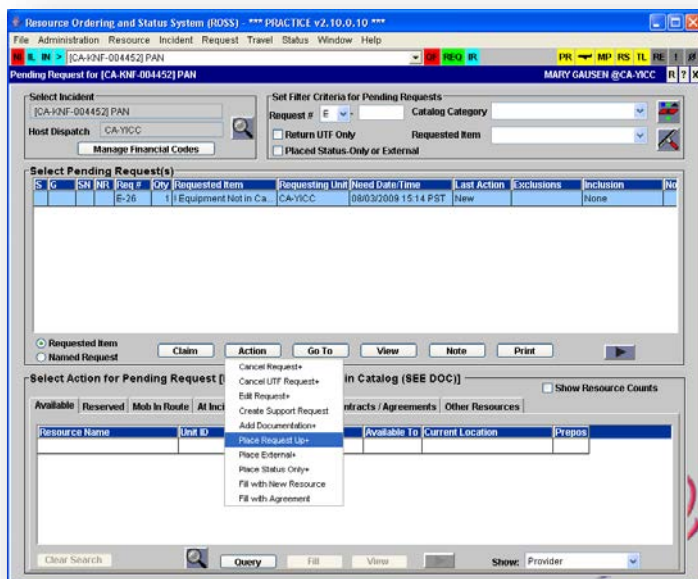 Resource Ordering and Status System (ROSS) - *** PRACTICE v2.10.0.10 ***
File Administration Resource Incident Request Travel Status Window Help
NI IL IN > [CA-KNF-004452] PAN OF REQ IR PR MP RS TL RE !
Pending Request for [CA-KNF-004452] PAN MARY GAUSEN @CA-YICC R ? X
Select Incident
[CA-KNF-004452] PAN
Host Dispatch CA-YICC
Manage Financial Codes
Set Filter Criteria for Pending Requests
Request # E - Catalog Category
Return UTF Only Requested Item
Placed Status-Only or External
Select Pending Request(s)
S G SN NR Req # Qty Requested Item Requesting Unit Need Date/Time Last Action Exclusions Inclusion No
E-26 1 Equipment Not in Ca... CA-YICC 08/03/2009 15:14 PST New None
Requested Item
Named Request
Claim Action Go To View Note Print
Cancel Request+
Cancel UTF Request+
Edit Request+
Create Support Request
Add Documentation+
Place Request Up+
Place External+
Place Status Only+
Fill with New Resource
Fill with Agreement
Select Action for Pending Request [ in Catalog (SEE DOC)]
Show Resource Counts
Available Reserved Mob In Route At Inci ntracts / Agreements Other Resources
Resource Name Unit ID Available To Current Location Prepos
Clear Search Query Fill View Show: Provider